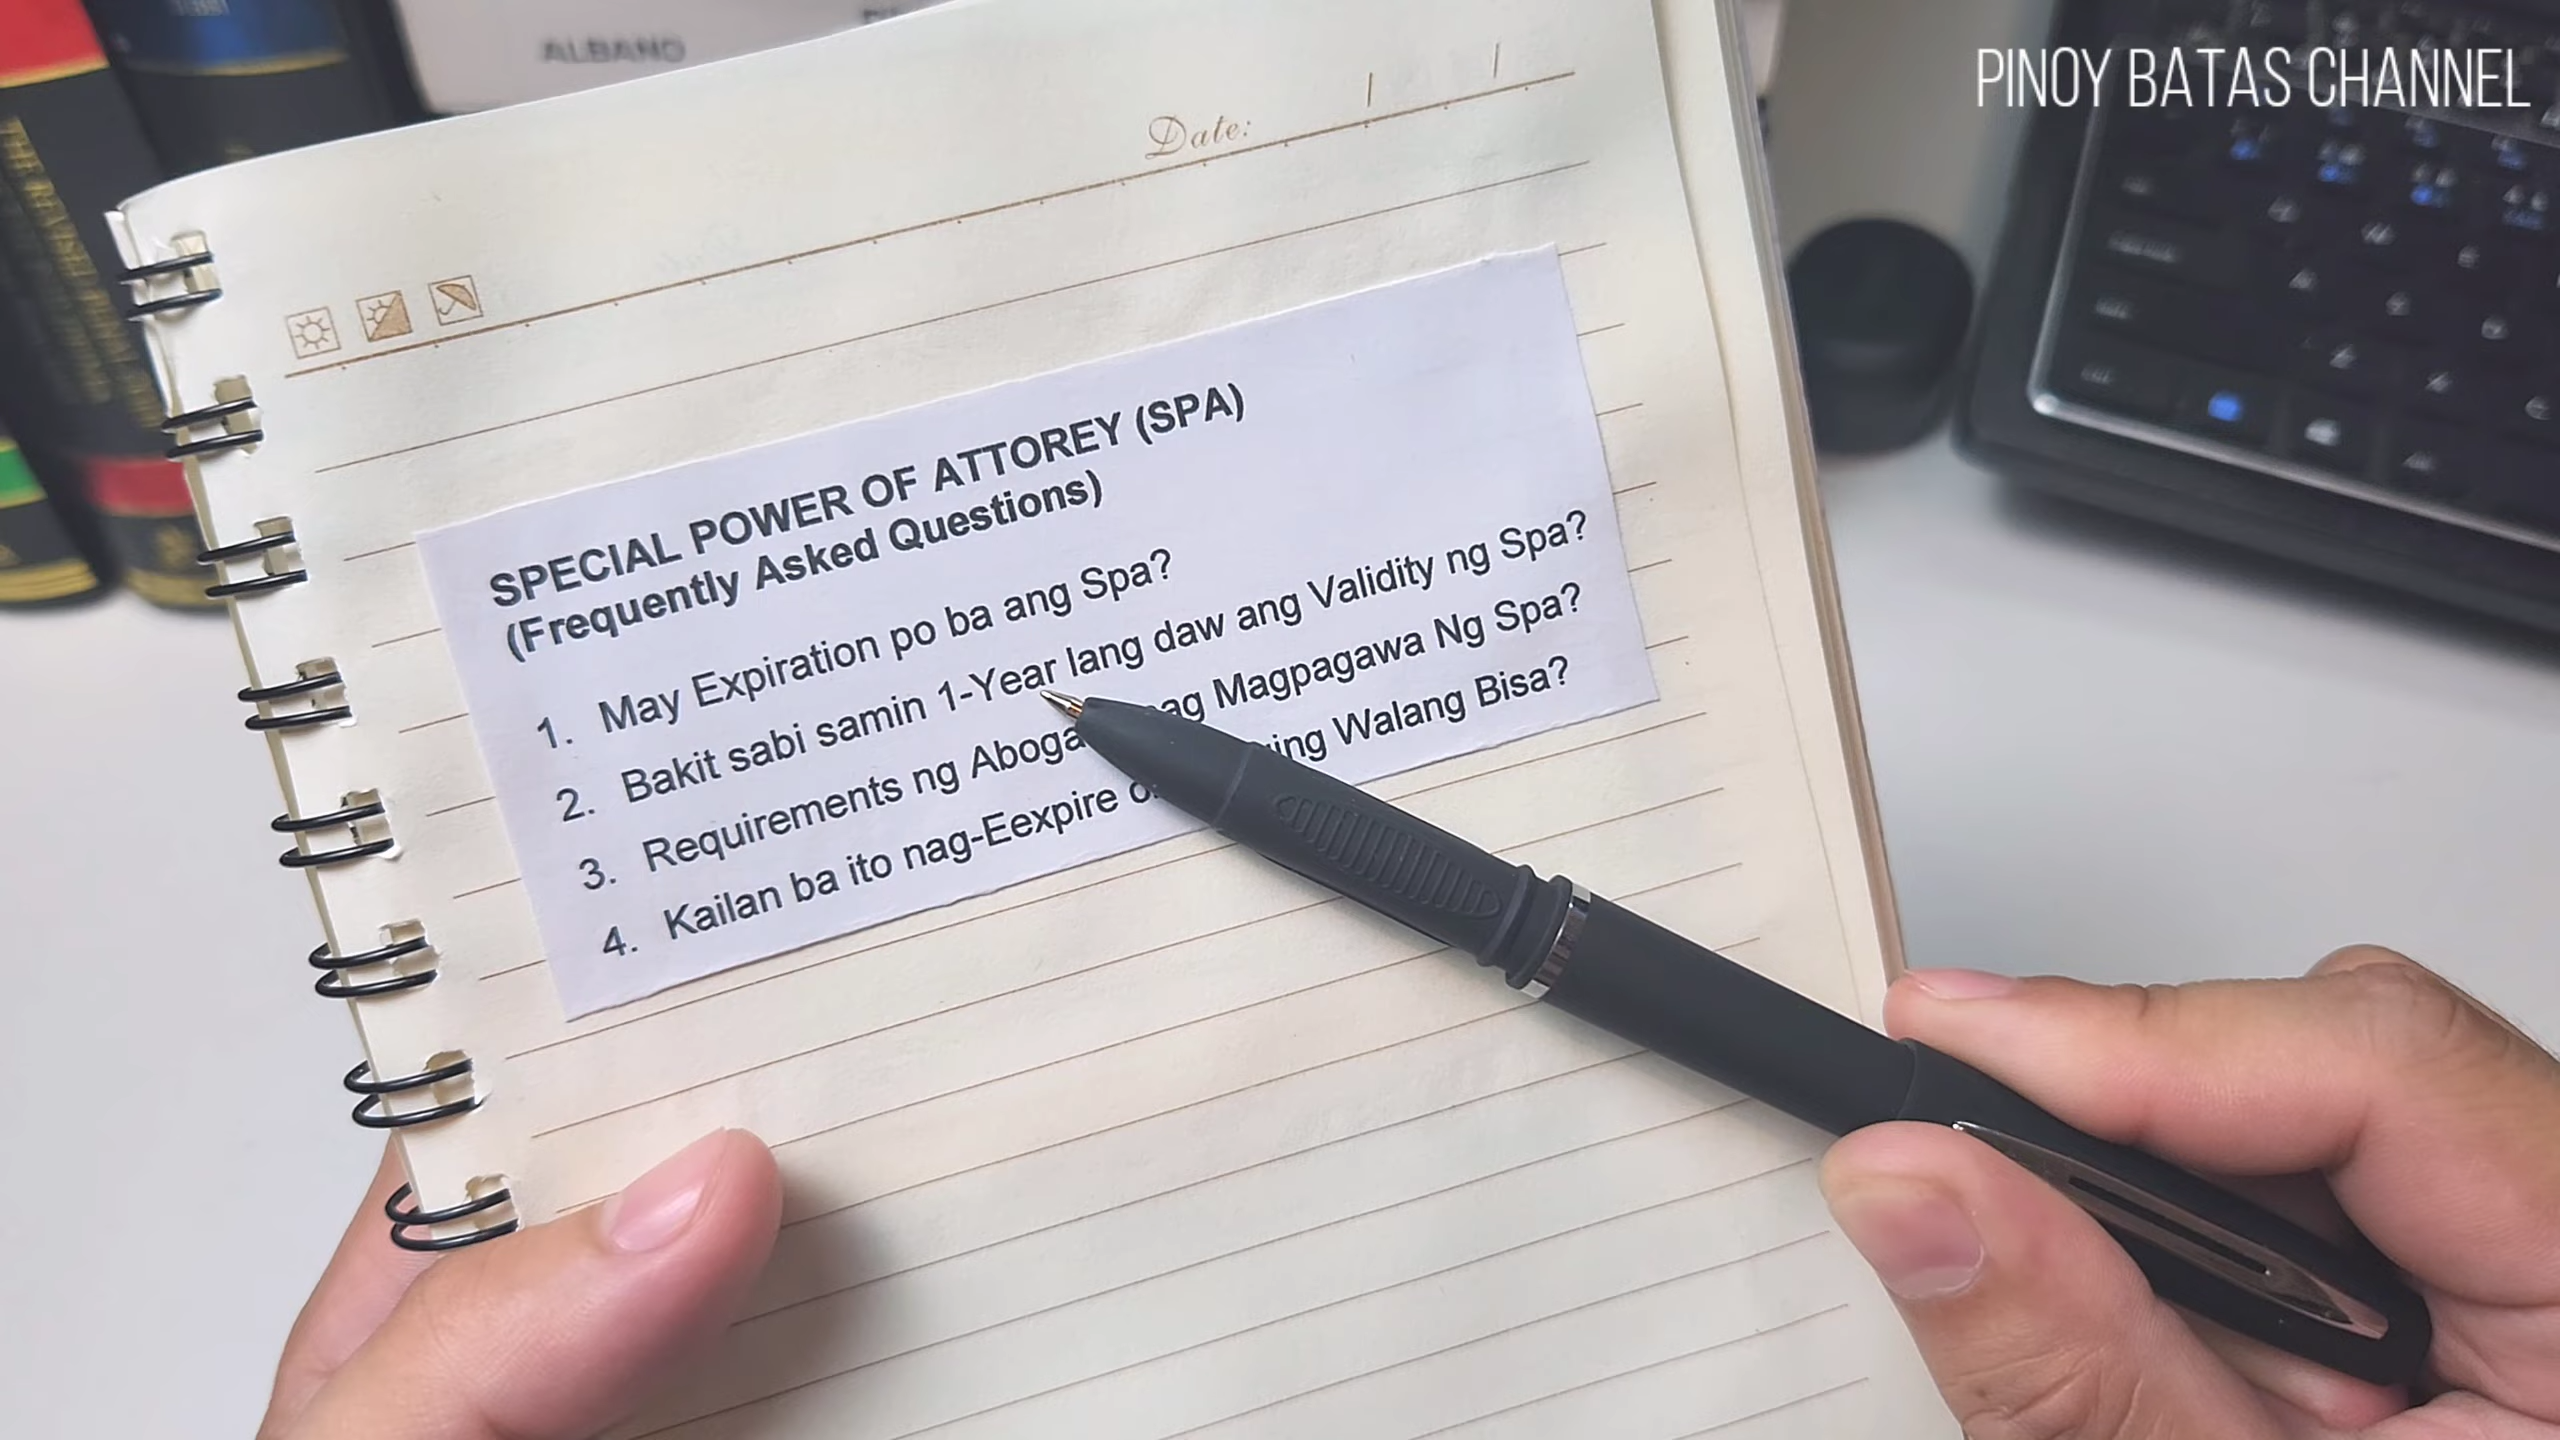 ALBANO
PINOY BATAS CHANNEL
Date:
SPECIAL POWER OF ATTOREY (SPA)
(Frequently Asked Questions)
1. May Expiration po ba ang Spa?
2. Bakit sabi samin 1-Year lang daw ang Validity ng Spa?
3. Requirements ng Magpagawa Ng Spa?
4. Kailan ba ito nag-Eexpire Walang Bisa?